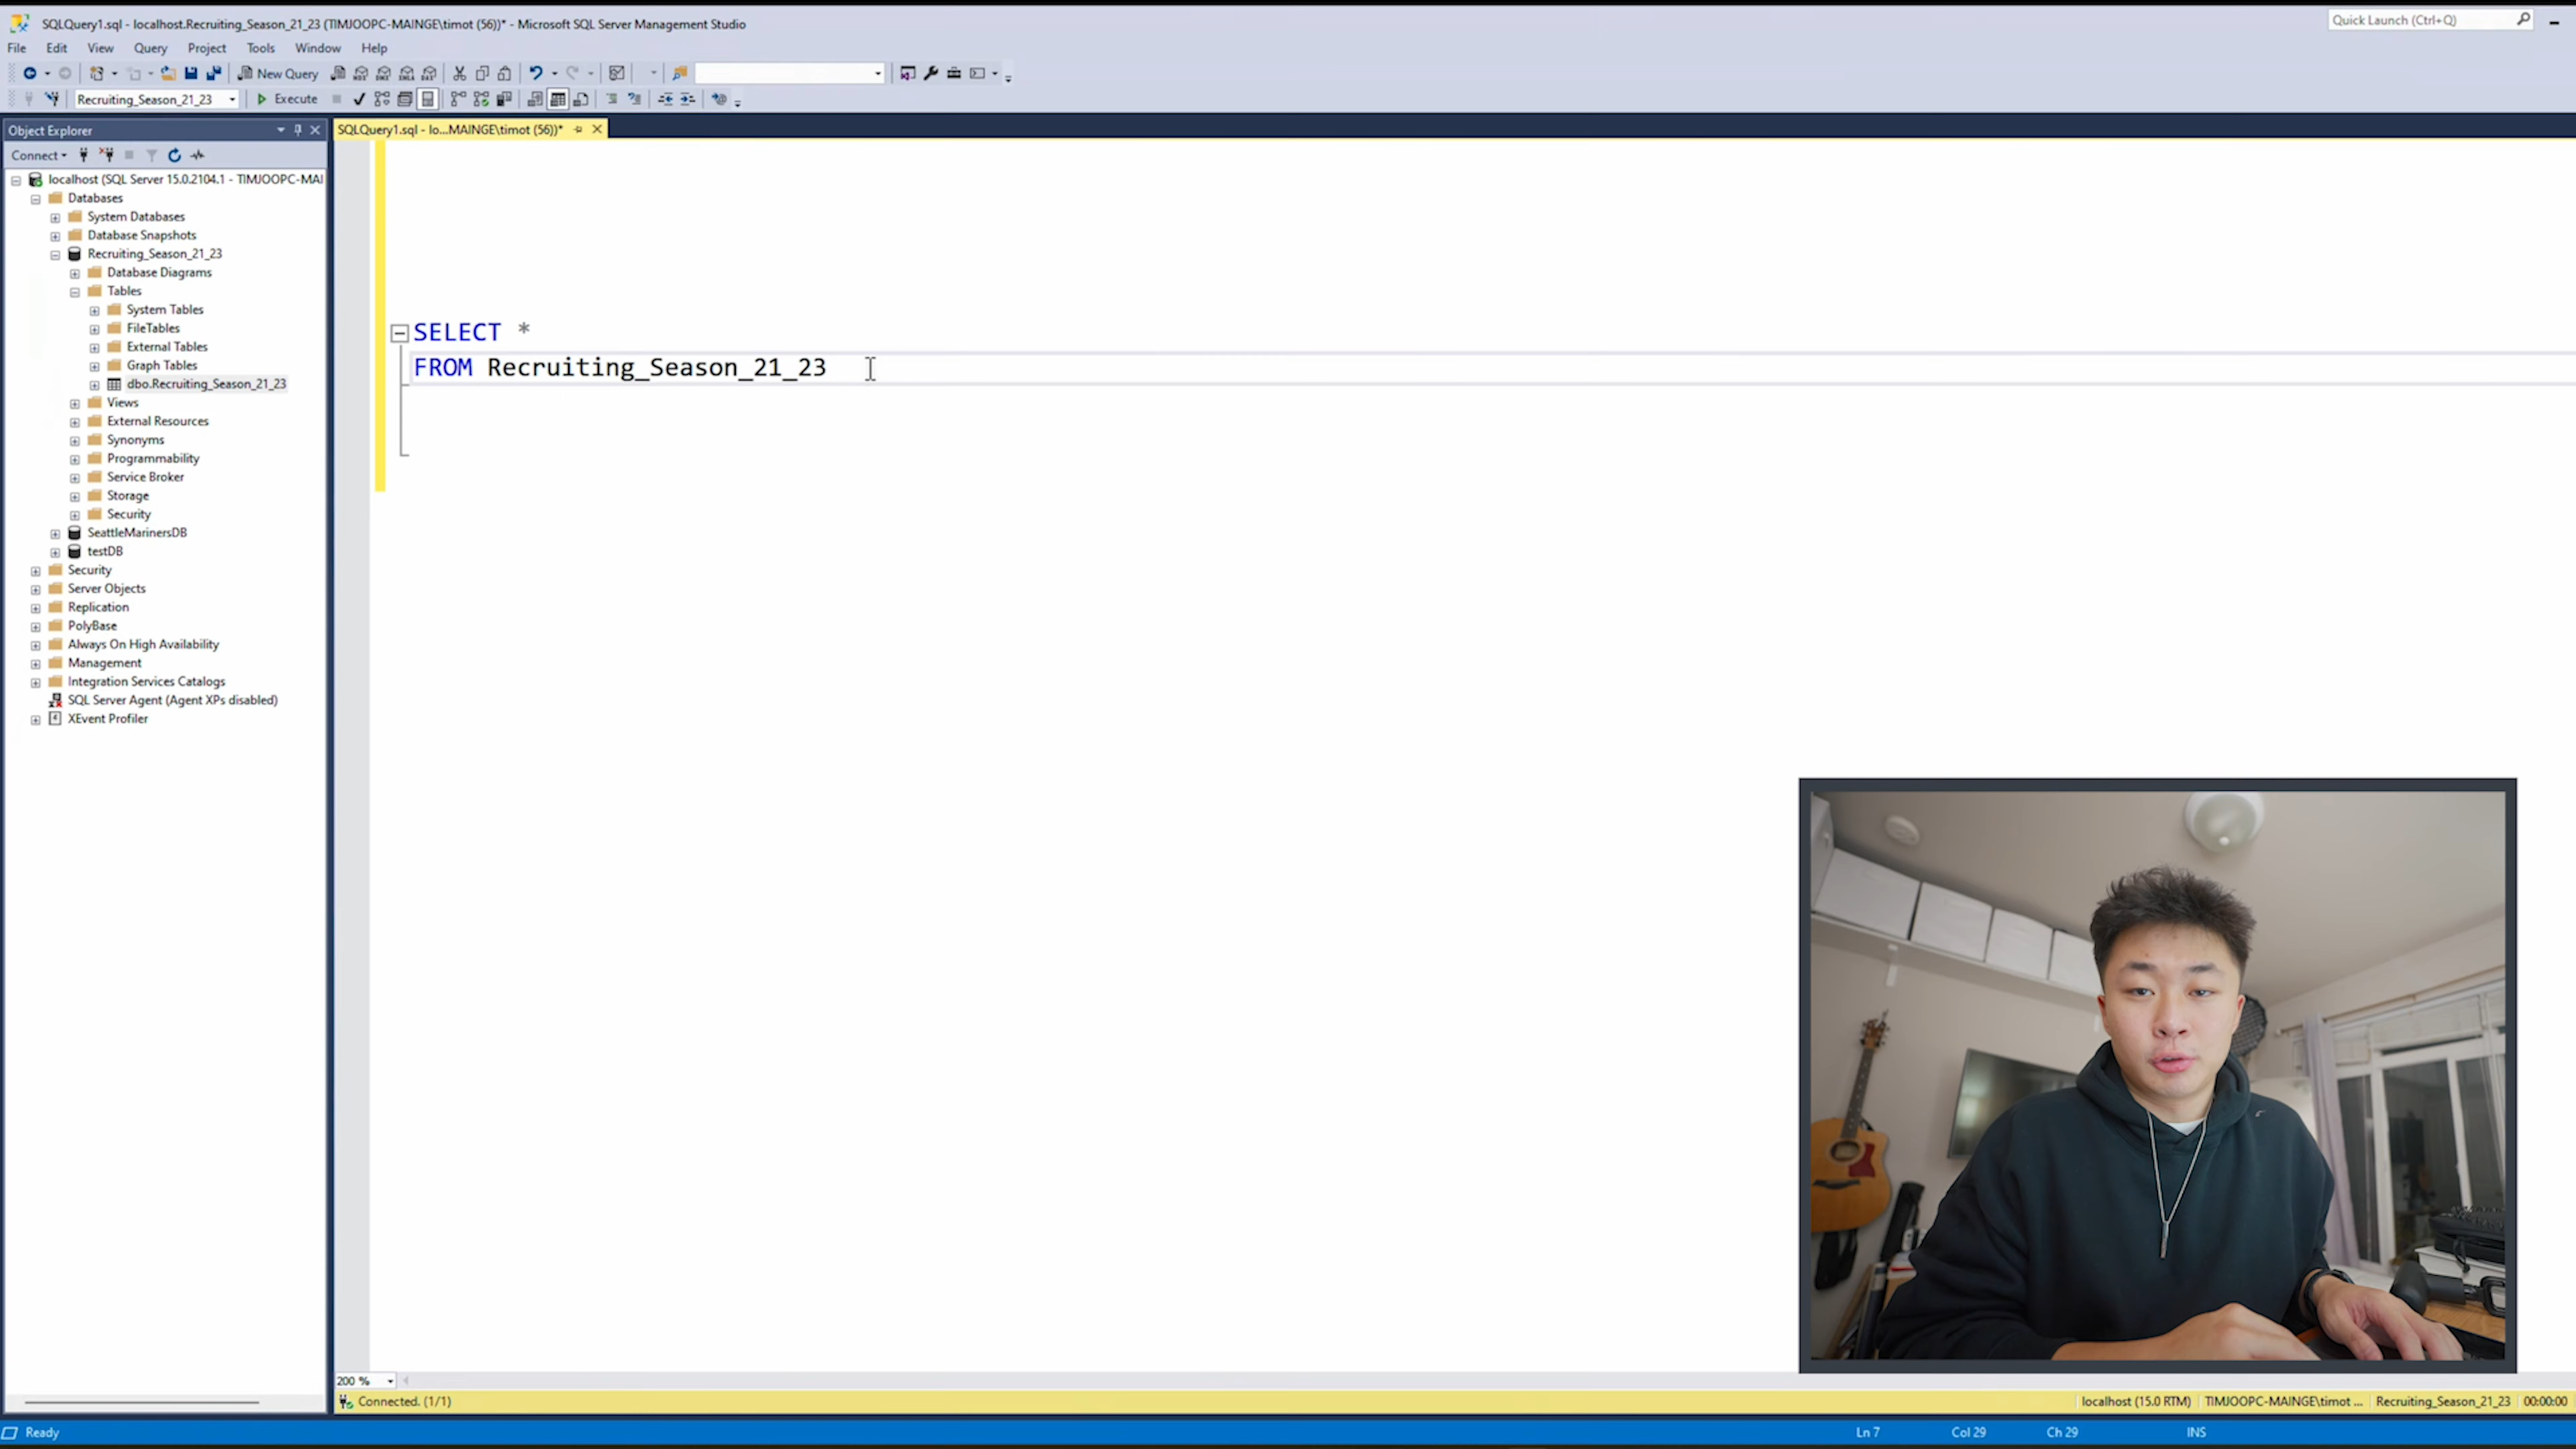 SQLQuery1.sql - localhost.Recruiting_Season_21_23 (TIMJOOPC-MAINGE\timot (56))* - Microsoft SQL Server Management Studio
Quick Launch (Ctrl+Q)
File Edit View Query Project Tools Window Help
New Query
Recruiting_Season_21_23 Execute
Object Explorer
SQLQuery1.sql - lo...MAINGE\timot (56))*
Connect
localhost (SQL Server 15.0.2104.1 - TIMJOOPC-MAI
Databases
System Databases
Database Snapshots
Recruiting_Season_21_23
Database Diagrams
Tables
System Tables
FileTables
External Tables
Graph Tables
dbo.Recruiting_Season_21_23
Views
External Resources
Synonyms
Programmability
Service Broker
Storage
Security
SeattleMarinersDB
testDB
Security
Server Objects
Replication
PolyBase
Always On High Availability
Management
Integration Services Catalogs
SQL Server Agent (Agent XPs disabled)
XEvent Profiler
SELECT *
FROM Recruiting_Season_21_23
200 %
Connected. (1/1)
localhost (15.0 RTM) TIMJOOPC-MAINGE\timot ... Recruiting_Season_21_23 00:00:00
Ready
Ln 7 Col 29 Ch 29 INS